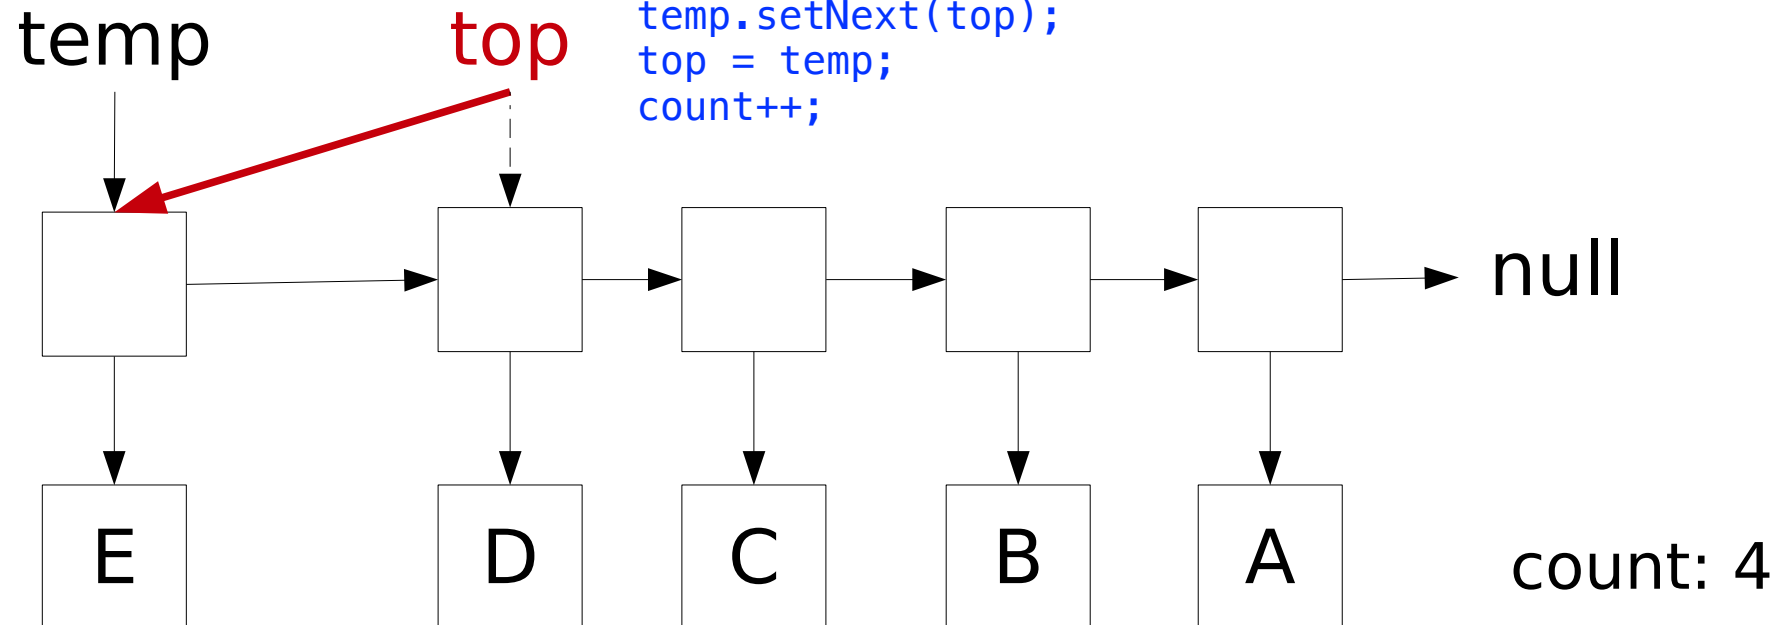 temp
top
temp.setNext(top);
top = temp;
count++;
null
E
D
C
B
A
count: 4